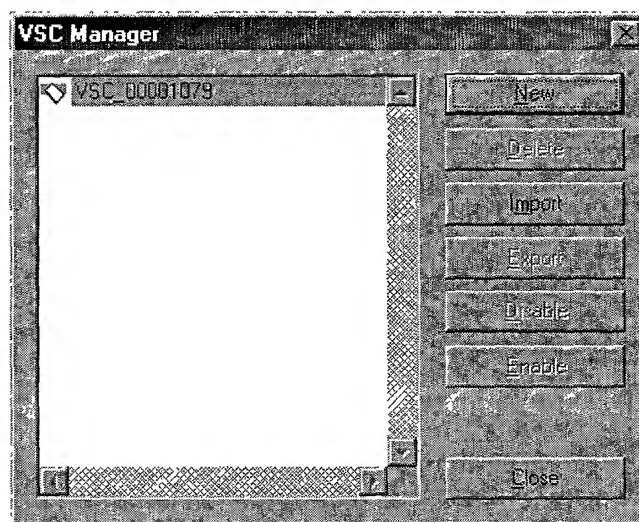 VSC Manager
VSC_00001079
New
Delete
Import
Export
Disable
Enable
Close